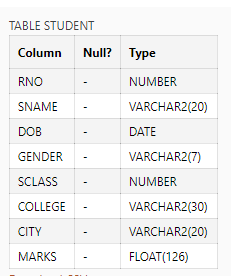 TABLE STUDENT
Column Null? Type
RNO - NUMBER
SNAME - VARCHAR2(20)
DOB - DATE
GENDER - VARCHAR2(7)
SCLASS - NUMBER
COLLEGE - VARCHAR2(30)
CITY - VARCHAR2(20)
MARKS - FLOAT(126)